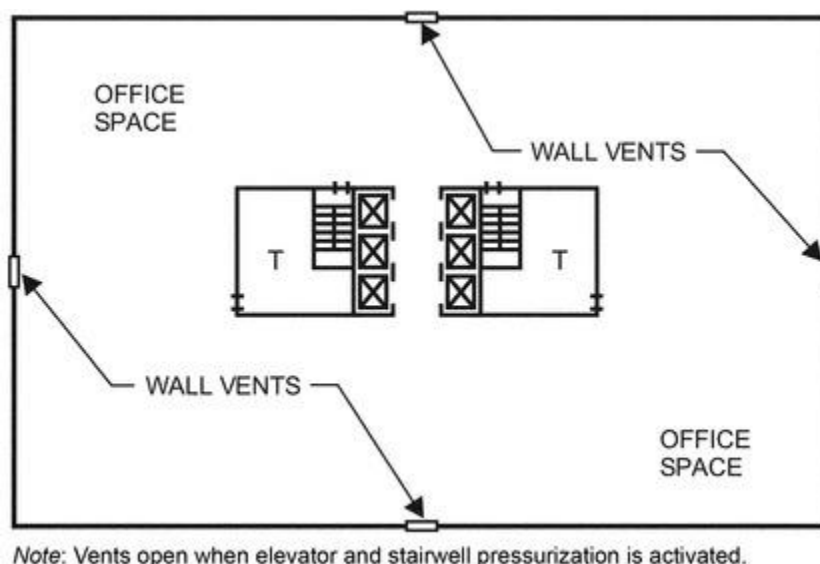 OFFICE
SPACE
WALL VENTS
T
T
WALL VENTS
OFFICE
SPACE
Note: Vents open when elevator and stairwell pressurization is activated.